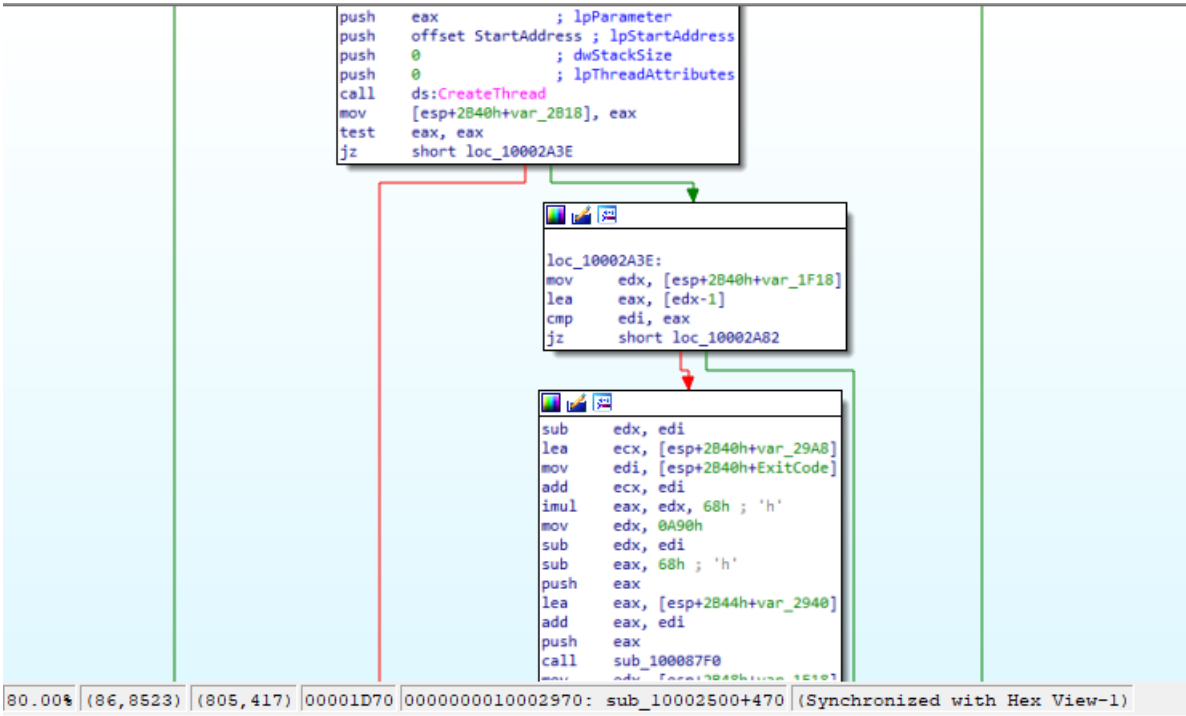 push eax ; lpParameter
push offset StartAddress ; lpStartAddress
push 0 ; dwStackSize
push 0 ; lpThreadAttributes
call ds:CreateThread
mov [esp+2B40h+var_2B18], eax
test eax, eax
jz short loc_10002A3E
loc_10002A3E:
mov edx, [esp+2B40h+var_1F18]
lea eax, [edx-1]
cmp edi, eax
jz short loc_10002A82
sub edx, edi
lea ecx, [esp+2B40h+var_29A8]
mov edi, [esp+2B40h+ExitCode]
add ecx, edi
imul eax, edx, 68h ; 'h'
mov edx, 0A90h
sub edx, edi
sub eax, 68h ; 'h'
push eax
lea eax, [esp+2B44h+var_2940]
add eax, edi
push eax
call sub_100087F0
80.00% (86,8523) (805,417) 00001D70 0000000010002970: sub_10002500+470 (Synchronized with Hex View-1)